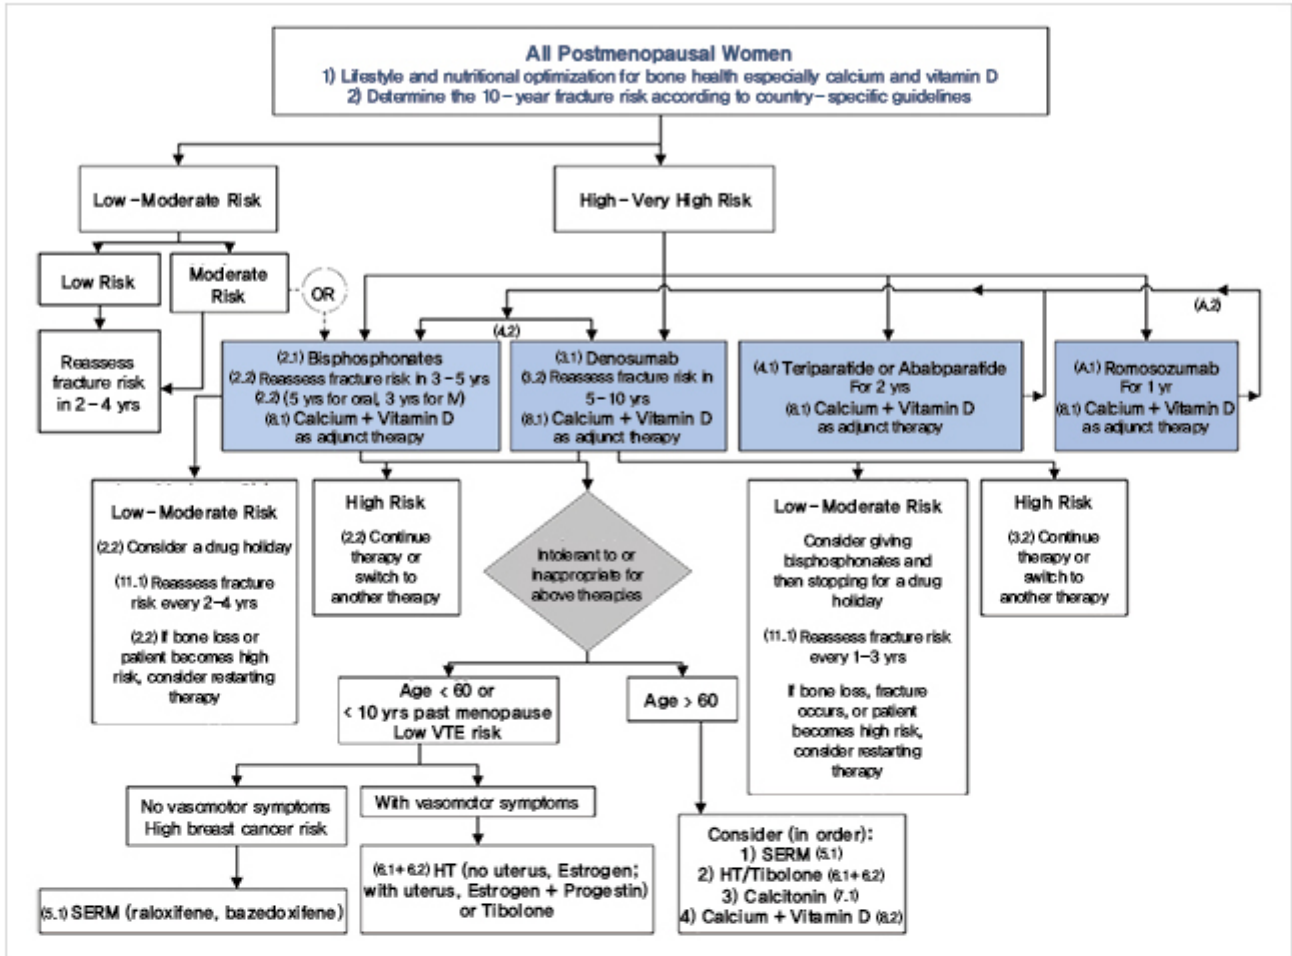 All Postmenopausal Women
1) Lifestyle and nutritional optimization for bone health especially calcium and vitamin D
2) Determine the 10-year fracture risk according to country-specific guidelines
Low-Moderate Risk
High-Very High Risk
Low Risk
Moderate
Risk
OR
(A.2)
(4.2)
Reassess
fracture risk
in 2-4 yrs
(2.1) Bisphosphonates
(2.2) Reassess fracture risk in 3-5 yrs
(2.2) (5 yrs for oral, 3 yrs for IV)
(8.1) Calcium + Vitamin D
as adjunct therapy
(3.1) Denosumab
(3.2) Reassess fracture risk in
5-10 yrs
(8.1) Calcium + Vitamin D
as adjunct therapy
(4.1) Teriparatide or Abaloparatide
For 2 yrs
(8.1) Calcium + Vitamin D
as adjunct therapy
(A.1) Romosozumab
For 1 yr
(8.1) Calcium + Vitamin D
as adjunct therapy
Low-Moderate Risk
(2.2) Consider a drug holiday
(11.1) Reassess fracture
risk every 2-4 yrs
(2.2) If bone loss or
patient becomes high
risk, consider restarting
therapy
High Risk
(2.2) Continue
therapy or
switch to
another therapy
Intolerant to or
inappropriate for
above therapies
Low-Moderate Risk
Consider giving
bisphosphonates and
then stopping for a drug
holiday
(11.1) Reassess fracture risk
every 1-3 yrs
If bone loss, fracture
occurs, or patient
becomes high risk,
consider restarting
therapy
High Risk
(3.2) Continue
therapy or
switch to
another therapy
Age < 60 or
< 10 yrs past menopause
Low VTE risk
Age > 60
No vasomotor symptoms
High breast cancer risk
With vasomotor symptoms
(5.1) SERM (raloxifene, bazedoxifene)
(6.1+6.2) HT (no uterus, Estrogen;
with uterus, Estrogen + Progestin)
or Tibolone
Consider (in order):
1) SERM (5.1)
2) HT/Tibolone (6.1+6.2)
3) Calcitonin (7.1)
4) Calcium + Vitamin D (8.2)